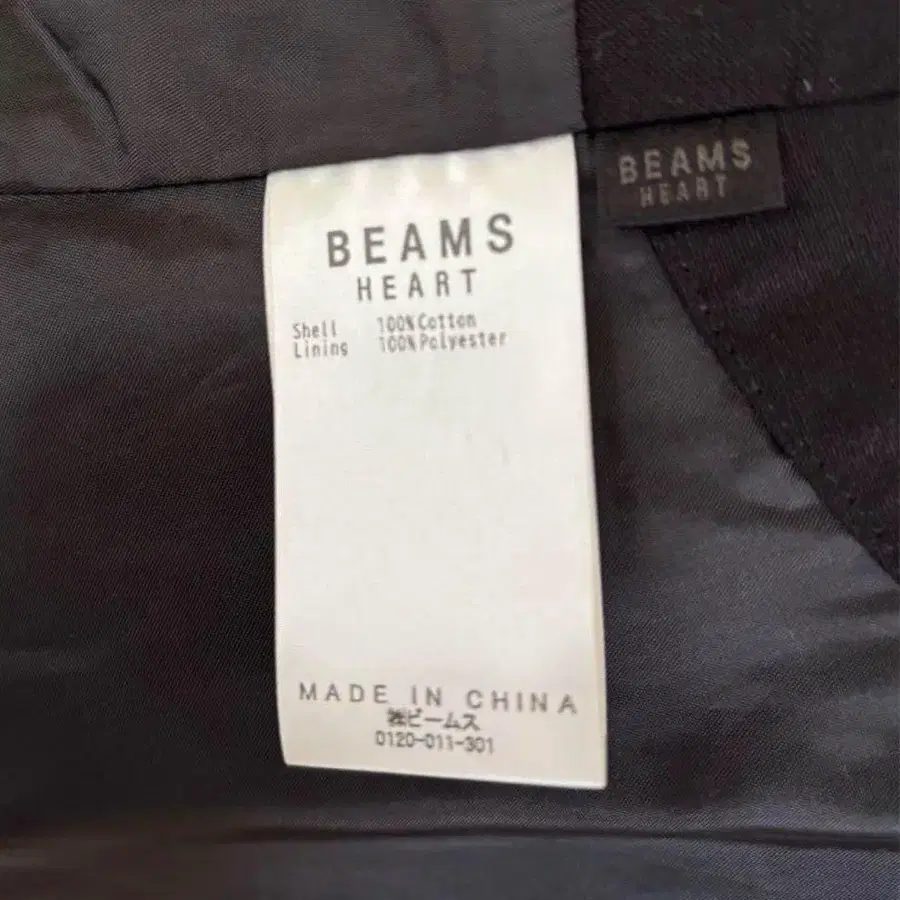 BEAMS
HEART
BEAMS
HEART
Shell 100%Cotton
Lining 100%Polyester
MADE IN CHINA
㈱ビームス
0120-011-301